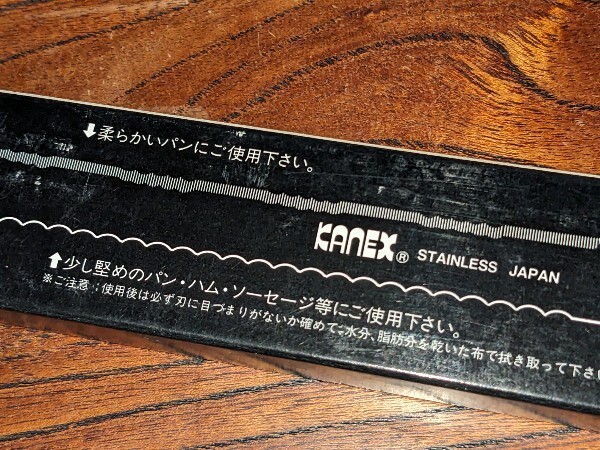 ⬇柔らかいパンにご使用下さい。
KANEX® STAINLESS JAPAN
⬆少し堅めのパン・ハム・ソーセージ等にご使用下さい。
※ご注意：使用後は必ず刃に目づまりがないか確めて、水分、脂肪分を乾いた布で拭き取って下さい